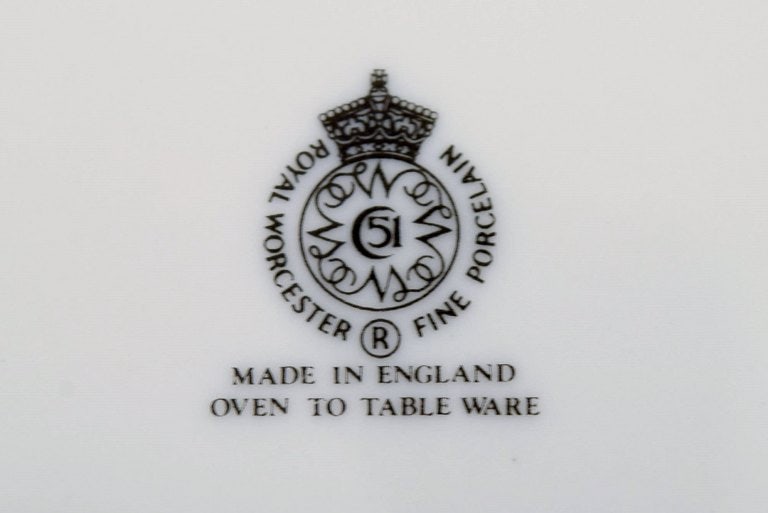 ROYAL WORCESTER
FINE PORCELAIN
C51
R
MADE IN ENGLAND
OVEN TO TABLE WARE